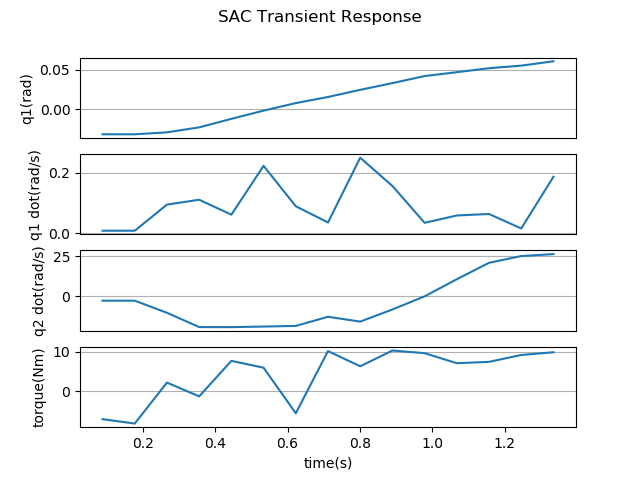 SAC Transient Response
0.05
0.00
q1(rad)
0.2
0.0
q1 dot(rad/s)
25
0
q2 dot(rad/s)
10
0
torque(Nm)
0.2 0.4 0.6 0.8 1.0 1.2
time(s)